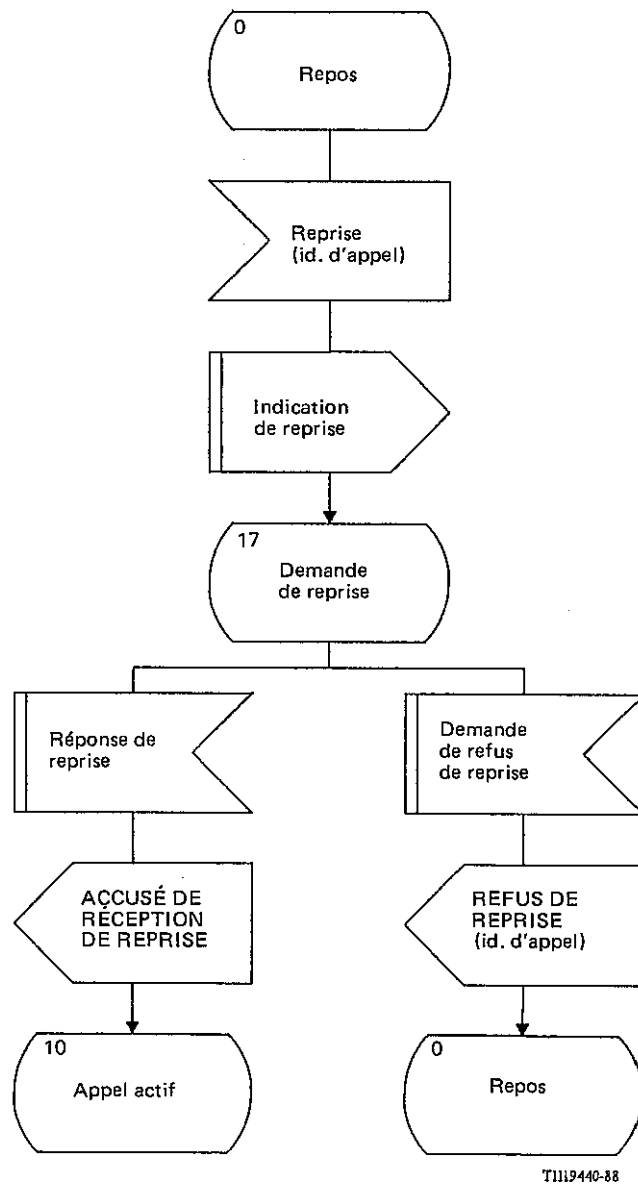 0
Repos
Reprise
(id. d'appel)
Indication
de reprise
17
Demande
de reprise
Réponse de
reprise
Demande
de refus
de reprise
ACCUSÉ DE
RÉCEPTION
DE REPRISE
REFUS DE
REPRISE
(id. d'appel)
10
Appel actif
0
Repos
T1119440-88